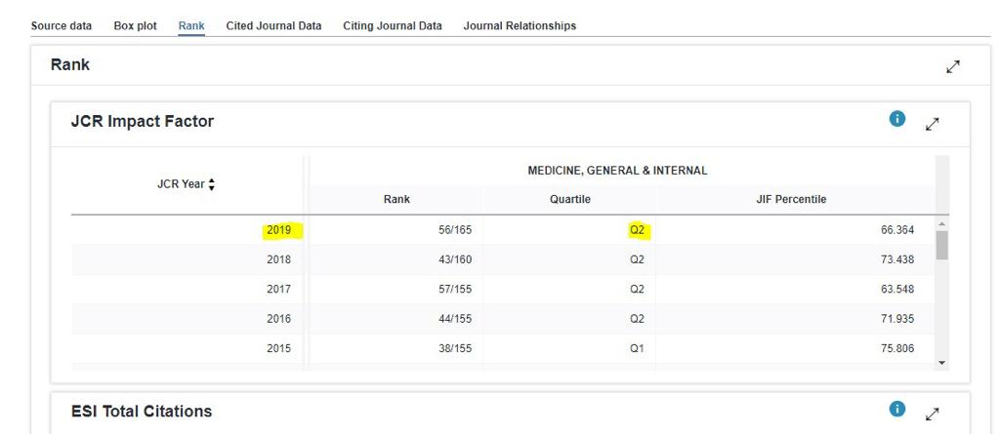 Source data Box plot Rank Cited Journal Data Citing Journal Data Journal Relationships
Rank
JCR Impact Factor
MEDICINE, GENERAL & INTERNAL
JCR Year
Rank Quartile JIF Percentile
2019 56/165 Q2 66.364
2018 43/160 Q2 73.438
2017 57/155 Q2 63.548
2016 44/155 Q2 71.935
2015 38/155 Q1 75.806
ESI Total Citations